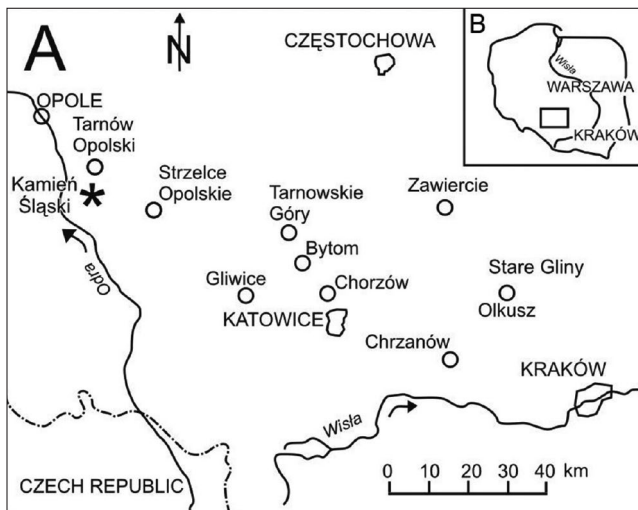 A
N
CZĘSTOCHOWA
B
Wisła
WARSZAWA
KRAKÓW
OPOLE
Tarnów
Opolski
Kamień
Śląski
*
Strzelce
Opolskie
Tarnowskie
Góry
Zawiercie
Bytom
Odra
Gliwice
Chorzów
Stare Gliny
Olkusz
KATOWICE
Chrzanów
KRAKÓW
Wisła
CZECH REPUBLIC
0 10 20 30 40 km